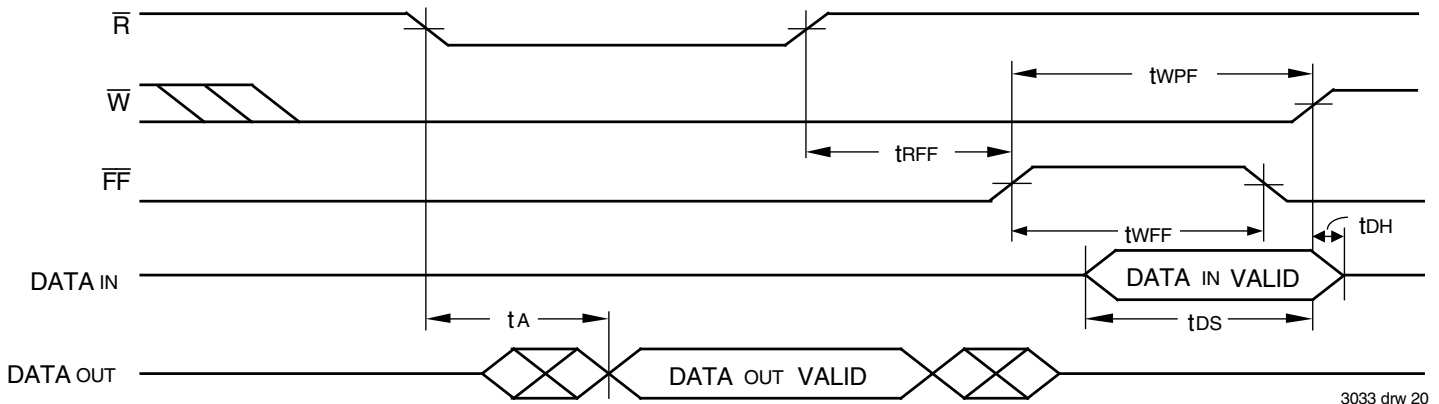 R̅
tWPF
W̅
tRFF
F̅F̅
tWFF
tDH
DATA IN
DATA IN VALID
tA
tDS
DATA OUT
DATA OUT VALID
3033 drw 20